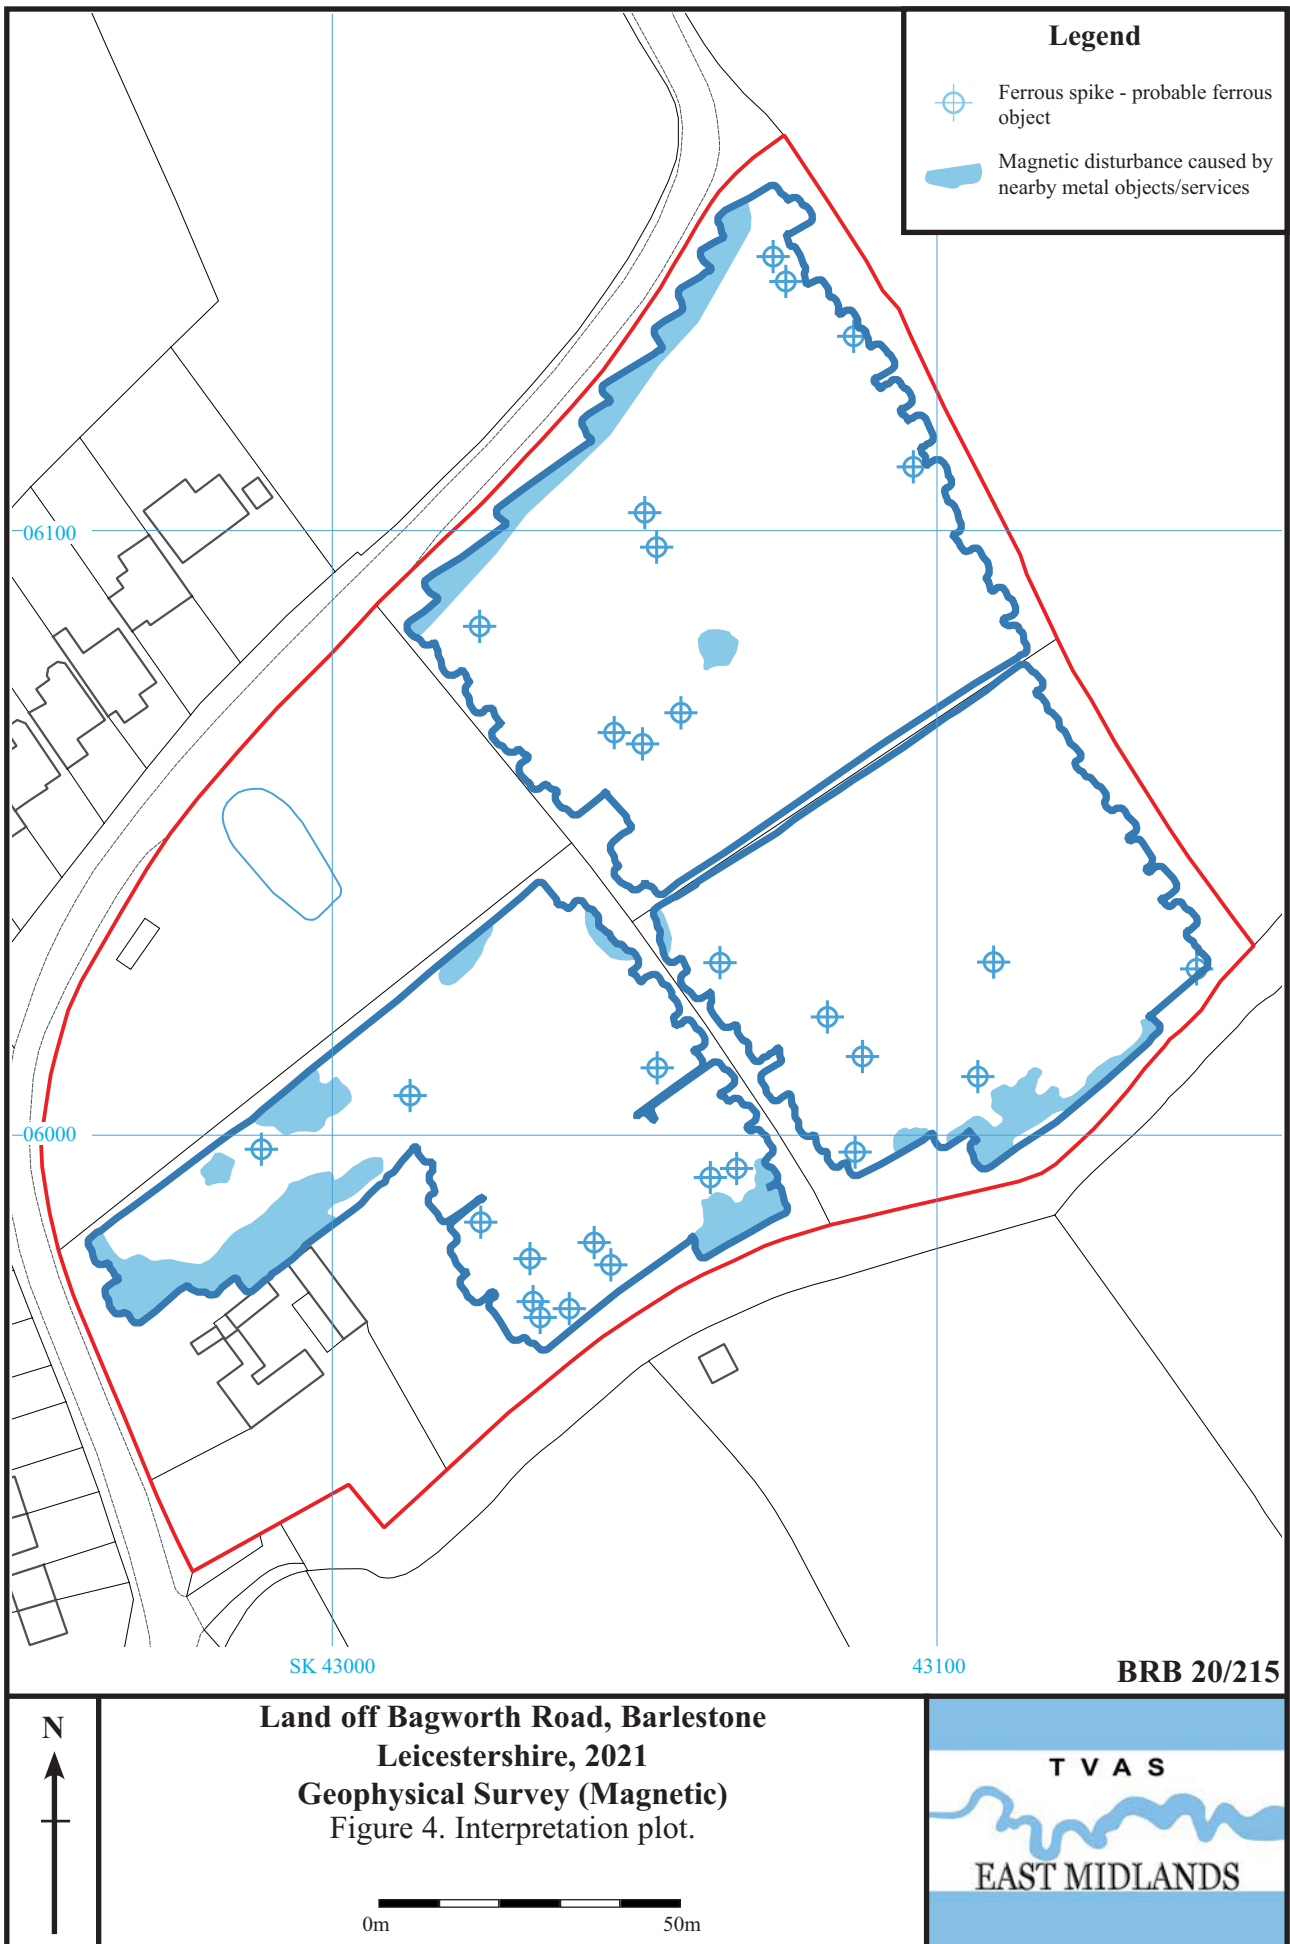 Legend
Ferrous spike - probable ferrous
object
Magnetic disturbance caused by
nearby metal objects/services
06100
06000
SK 43000
43100
BRB 20/215
N
Land off Bagworth Road, Barlestone
Leicestershire, 2021
Geophysical Survey (Magnetic)
Figure 4. Interpretation plot.
0m
50m
TVAS
EAST MIDLANDS